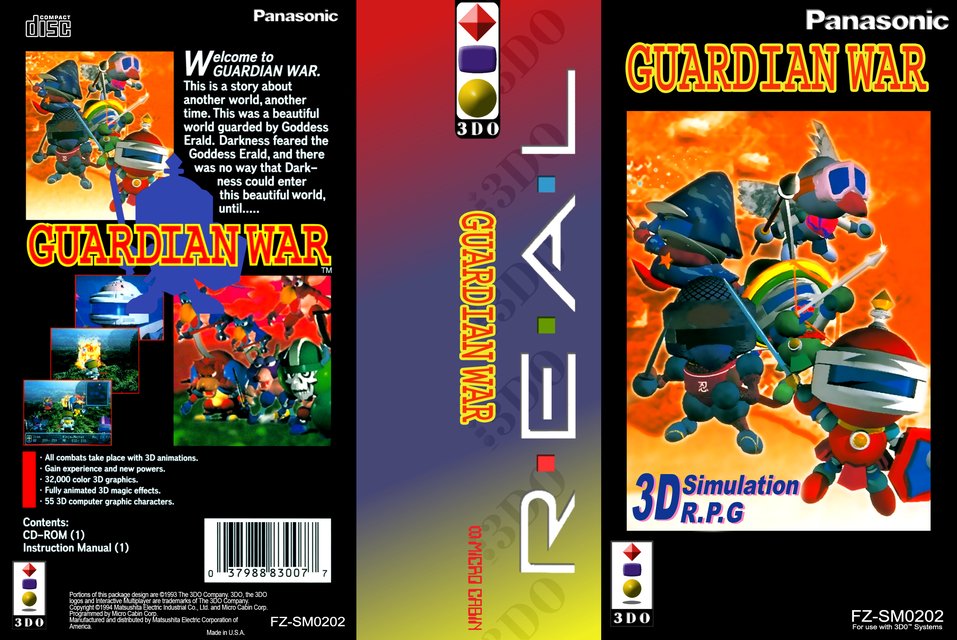 COMPACT
disc
Panasonic
Welcome to
GUARDIAN WAR.
This is a story about
another world, another
time. This was a beautiful
world guarded by Goddess
Erald. Darkness feared the
Goddess Erald, and there
was no way that Dark-
ness could enter
this beautiful world,
until.....
GUARDIAN WAR
TM
· All combats take place with 3D animations.
· Gain experience and new powers.
· 32,000 color 3D graphics.
· Fully animated 3D magic effects.
· 55 3D computer graphic characters.
Contents:
CD-ROM (1)
Instruction Manual (1)
0 37988 83007 7
3DO
Portions of this package design are ©1993 The 3DO Company. 3DO, the 3DO
logos and Interactive Multiplayer are trademarks of The 3DO Company.
Copyright ©1994 Matsushita Electric Industrial Co., Ltd. and Micro Cabin Corp.
Programmed by Micro Cabin Corp.
Manufactured and distributed by Matsushita Electric Corporation of
America.
Made in U.S.A.
FZ-SM0202
3DO
R·E·A·L
GUARDIAN WAR
MICRO CABIN
3DO
3DO
3DO
3DO
3DO
3DO
Panasonic
GUARDIAN WAR
3D Simulation
R.P.G
3DO
FZ-SM0202
For use with 3DO™ Systems